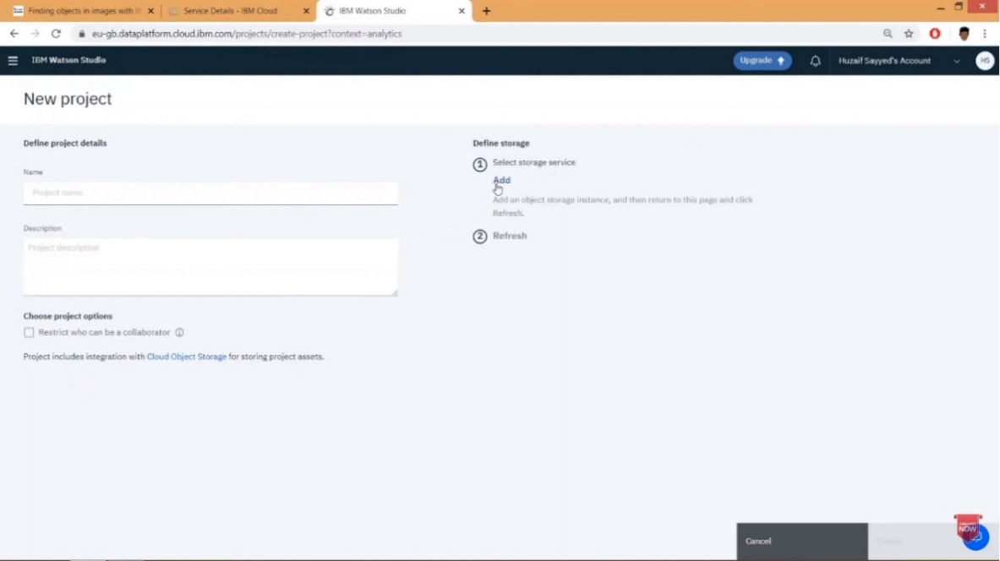 Finding objects in images with
Service Details - IBM Cloud
IBM Watson Studio
eu-gb.dataplatform.cloud.ibm.com/projects/create-project?context=analytics
IBM Watson Studio
Upgrade
Huzaif Sayyed's Account
HS
New project
Define project details
Define storage
Name
1 Select storage service
Project name
Add
Add an object storage instance, and then return to this page and click
Refresh.
Description
2 Refresh
Project description
Choose project options
Restrict who can be a collaborator
Project includes integration with Cloud Object Storage for storing project assets.
Cancel
Create
NOW